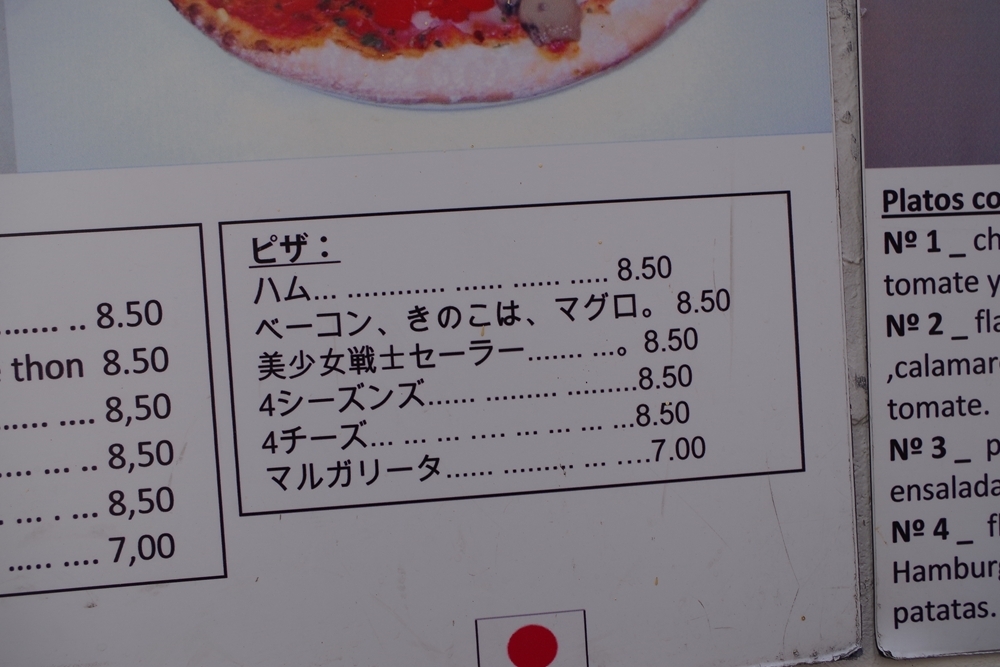 ....... .. 8.50
thon 8.50
.... 8,50
.... ... .. 8,50
. ... . ... 8,50
..... .... 7,00
ピザ：
ハム... ............ ...... ...... ..... 8.50
ベーコン、きのこは、マグロ。 8.50
美少女戦士セーラー....... ...。 8.50
4シーズンズ...... ......... .........8.50
4チーズ... ... ... .... ... ... ... ...8.50
マルガリータ...... ......... ... ....7.00
Platos co
Nº 1 _ ch
tomate y
Nº 2 _ fla
,calamar
tomate.
Nº 3 _ p
ensalada
Nº 4 _ fl
Hamburg
patatas.